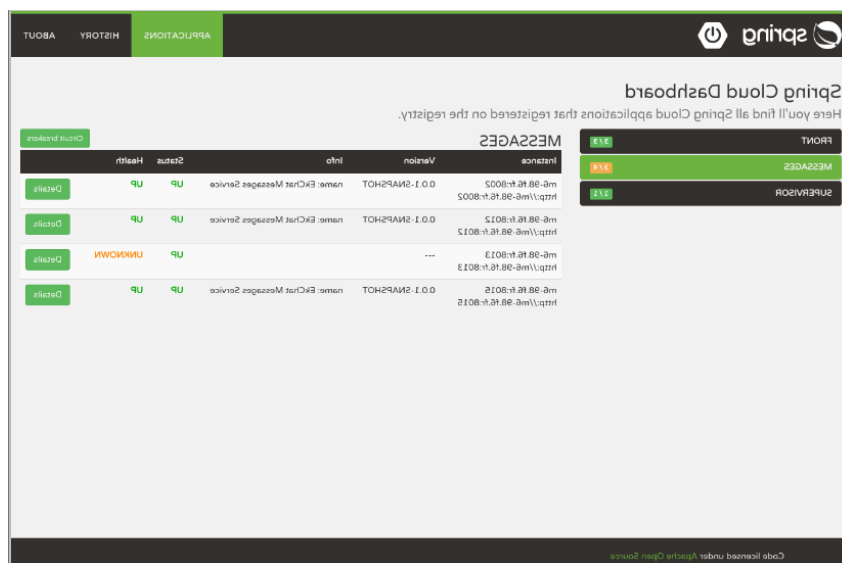 spring
APPLICATIONS HISTORY ABOUT
Spring Cloud Dashboard
Here you'll find all Spring Cloud applications that registered on the registry.
FRONT 3/3
MESSAGES 3/4
SUPERVISOR 1/1
MESSAGES
Circuit breakers
Instance Version Info Status Health
m6-98.f6.fr:8002 0.0.1-SNAPSHOT name: EkChat Messages Service UP UP Details
http://m6-98.f6.fr:8002
m6-98.f6.fr:8012 0.0.1-SNAPSHOT name: EkChat Messages Service UP UP Details
http://m6-98.f6.fr:8012
m6-98.f6.fr:8013 --- UP UNKNOWN Details
http://m6-98.f6.fr:8013
m6-98.f6.fr:8015 0.0.1-SNAPSHOT name: EkChat Messages Service UP UP Details
http://m6-98.f6.fr:8015
Code licensed under Apache Open Source